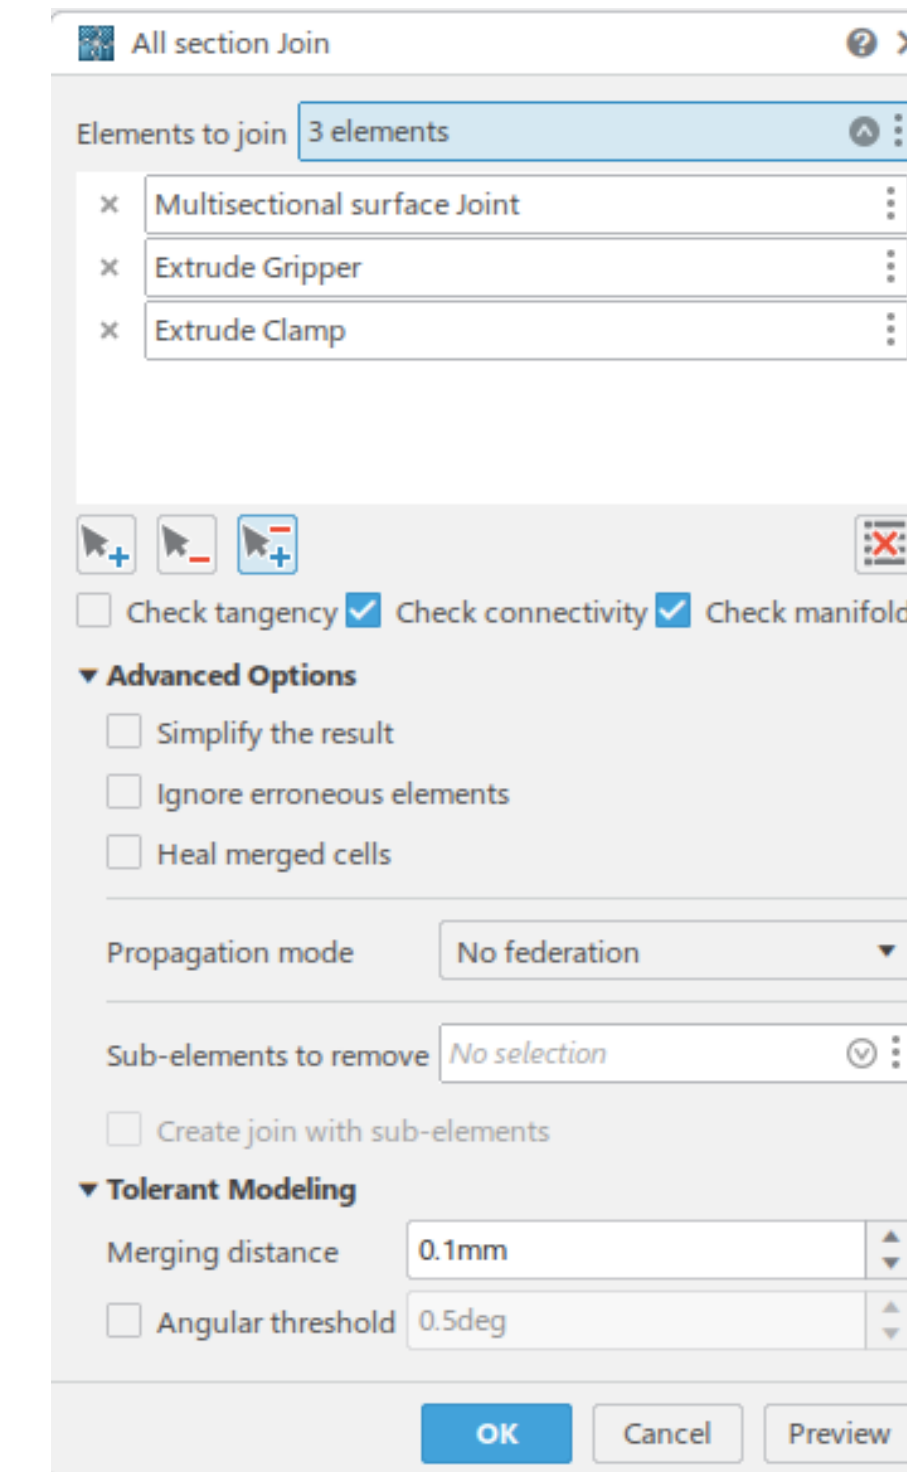 All section Join
Elements to join 3 elements
Multisectional surface Joint
Extrude Gripper
Extrude Clamp
Check tangency Check connectivity Check manifold
Advanced Options
Simplify the result
Ignore erroneous elements
Heal merged cells
Propagation mode No federation
Sub-elements to remove No selection
Create join with sub-elements
Tolerant Modeling
Merging distance 0.1mm
Angular threshold 0.5deg
OK Cancel Preview